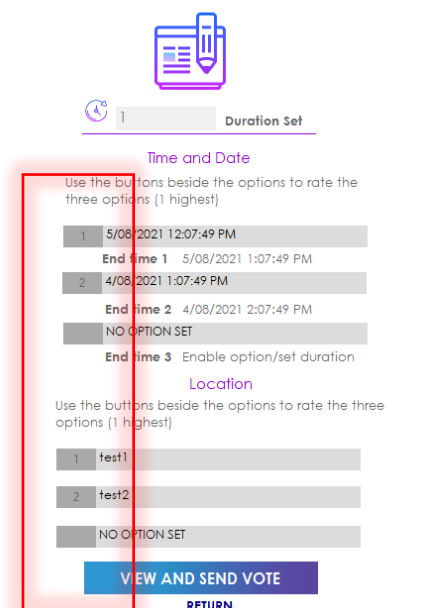 1 Duration Set
Time and Date
Use the buttons beside the options to rate the
three options (1 highest)
1 5/08/2021 12:07:49 PM
End time 1 5/08/2021 1:07:49 PM
2 4/08/2021 1:07:49 PM
End time 2 4/08/2021 2:07:49 PM
NO OPTION SET
End time 3 Enable option/set duration
Location
Use the buttons beside the options to rate the three
options (1 highest)
1 test1
2 test2
NO OPTION SET
VIEW AND SEND VOTE
RETURN